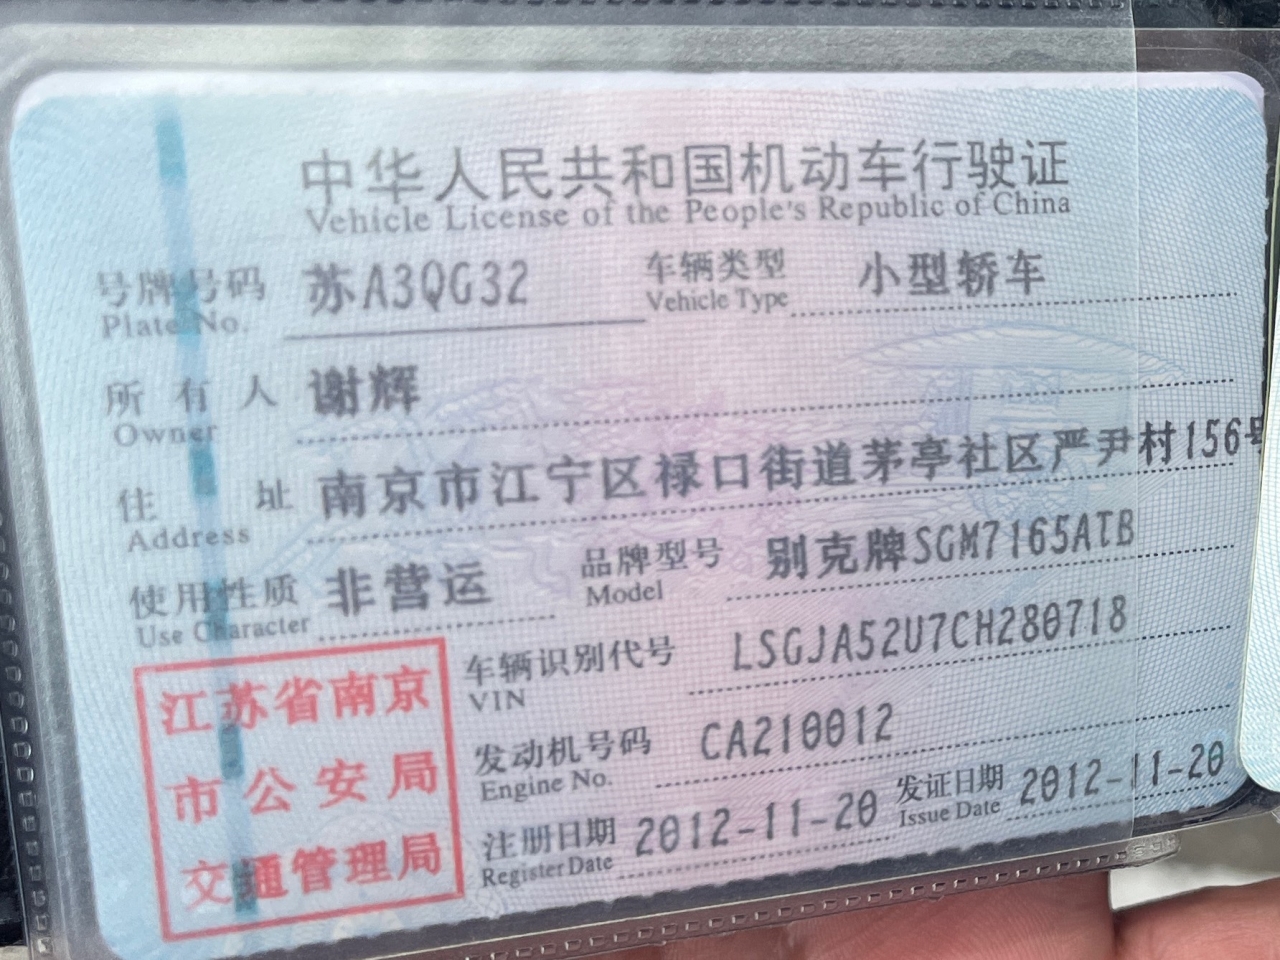 中华人民共和国机动车行驶证
Vehicle License of the People's Republic of China
号牌号码 苏A3QG32 车辆类型 小型轿车
Plate No. Vehicle Type
所有人 谢辉
Owner
住址 南京市江宁区禄口街道茅亭社区严尹村156号
Address
使用性质 非营运 品牌型号 别克牌SGM7165ATB
Use Character Model
车辆识别代号 LSGJA52U7CH280718
VIN
发动机号码 CA210012
Engine No.
注册日期 2012-11-20 发证日期 2012-11-20
Register Date Issue Date
江苏省南京
市公安局
交通管理局